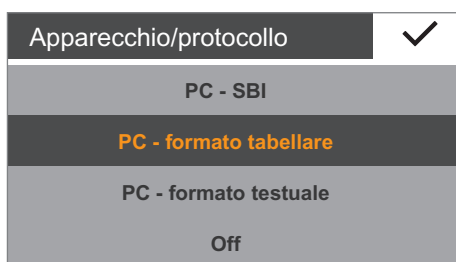 Apparecchio/protocollo
PC - SBI
PC - formato tabellare
PC - formato testuale
Off